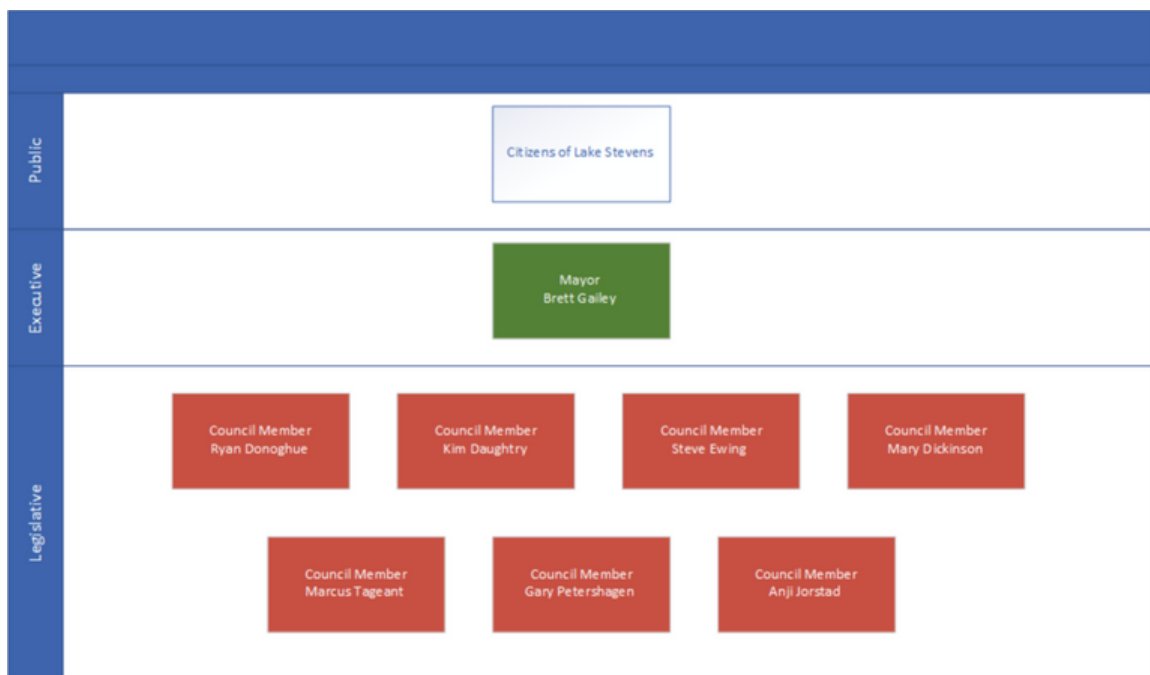 Public
Citizens of Lake Stevens
Executive
Mayor
Brett Gailey
Legislative
Council Member
Ryan Donoghue
Council Member
Kim Daughtry
Council Member
Steve Ewing
Council Member
Mary Dickinson
Council Member
Marcus Tageant
Council Member
Gary Petershagen
Council Member
Anji Jorstad